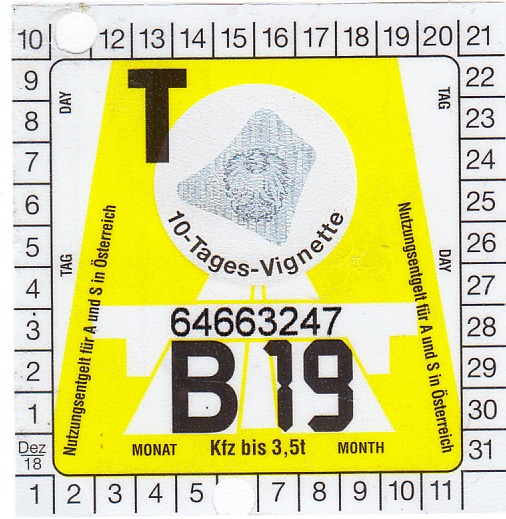 10 12 13 14 15 16 17 18 19 20 21
9 22
8 23
7 24
6 25
5 26
4 27
3 28
2 29
1 30
Dez
18
31
1 2 3 4 5 7 8 9 10 11
DAY
TAG
T
10-Tages-Vignette
TAG
DAY
Nutzungsentgelt für A und S in Österreich
Nutzungsentgelt für A und S in Österreich
64663247
B 19
MONAT Kfz bis 3,5t MONTH